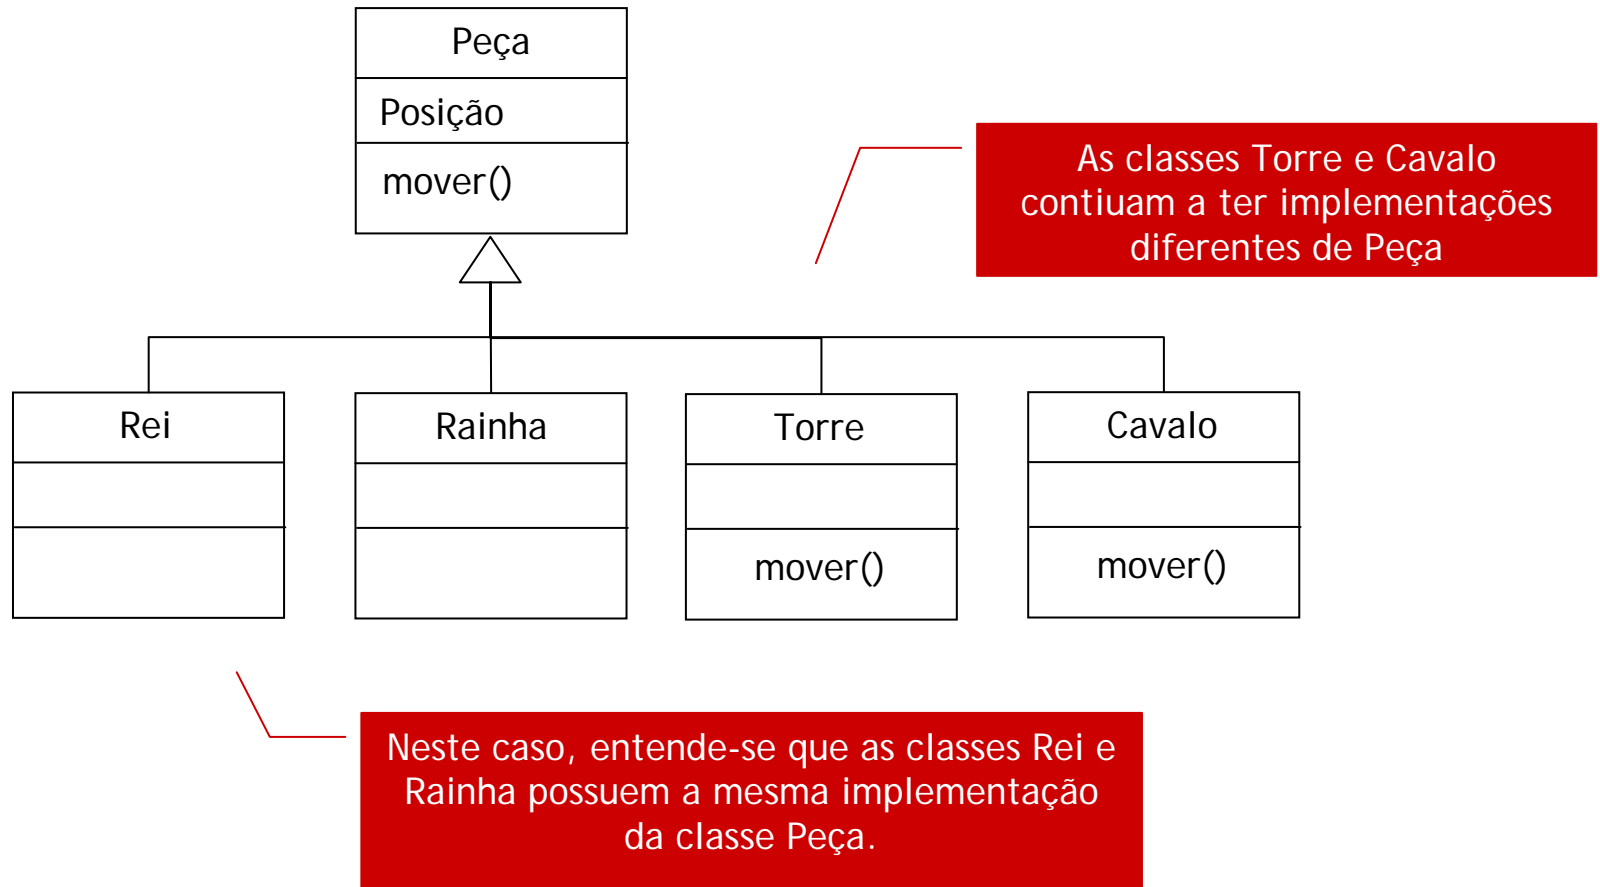 Peça
Posição
mover()
As classes Torre e Cavalo
contiuam a ter implementações
diferentes de Peça
Rei
Rainha
Torre
Cavalo
mover()
mover()
Neste caso, entende-se que as classes Rei e
Rainha possuem a mesma implementação
da classe Peça.